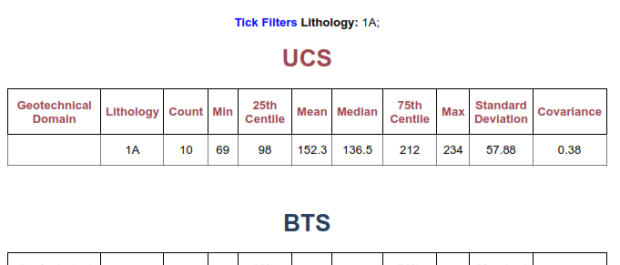 Tick Filters Lithology: 1A;
UCS
Geotechnical Domain Lithology Count Min 25th Centile Mean Median 75th Centile Max Standard Deviation Covariance
1A 10 69 98 152.3 136.5 212 234 57.88 0.38
BTS